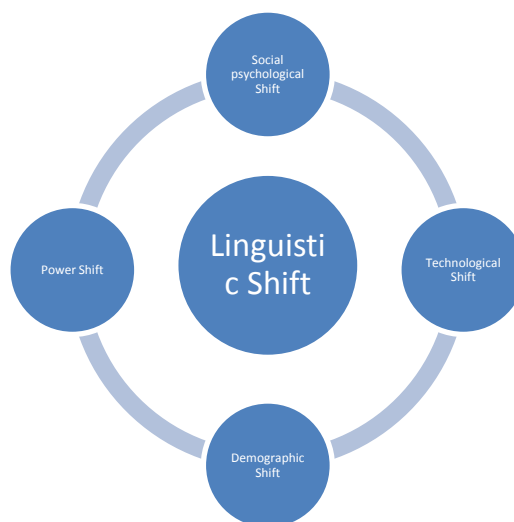 Social
psychological
Shift
Linguisti
c Shift
Power Shift
Technological
Shift
Demographic
Shift